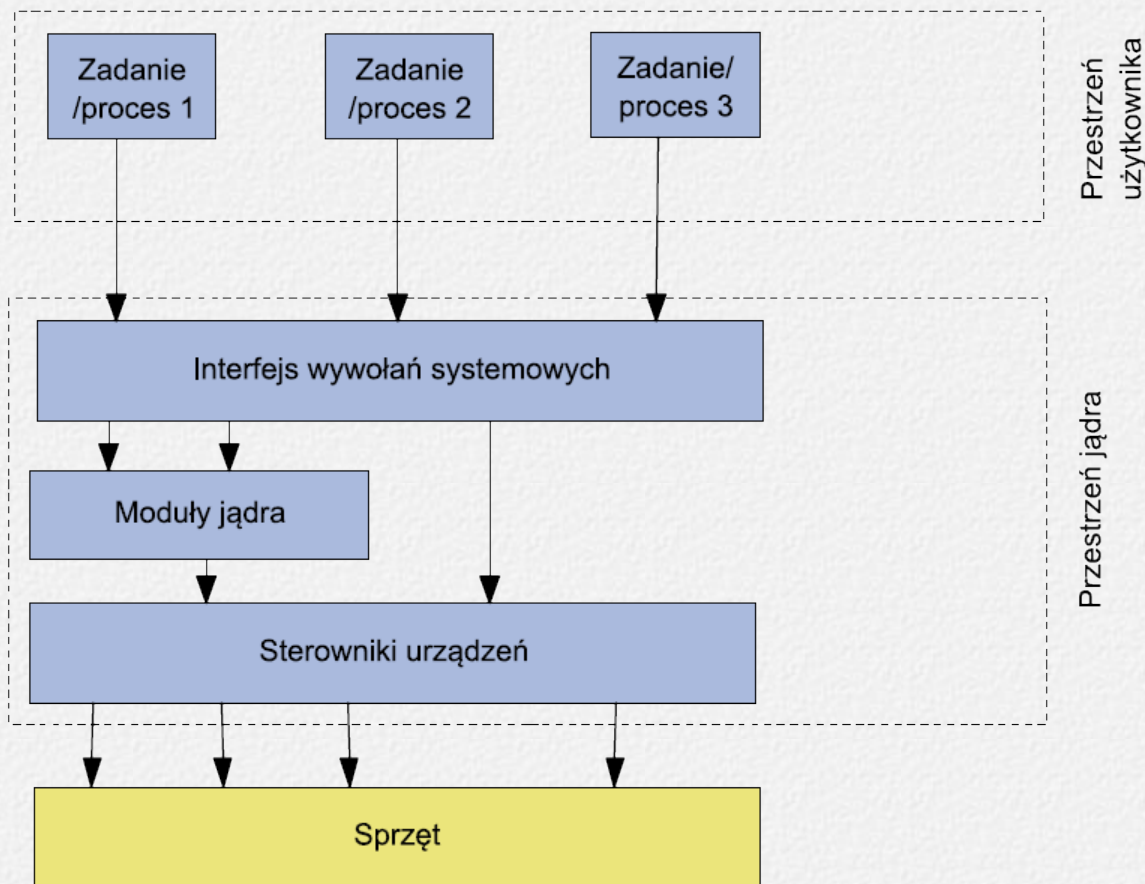 Zadanie
/proces 1
Zadanie
/proces 2
Zadanie/
proces 3
Przestrzeń
użytkownika
Interfejs wywołań systemowych
Moduły jądra
Sterowniki urządzeń
Przestrzeń jądra
Sprzęt